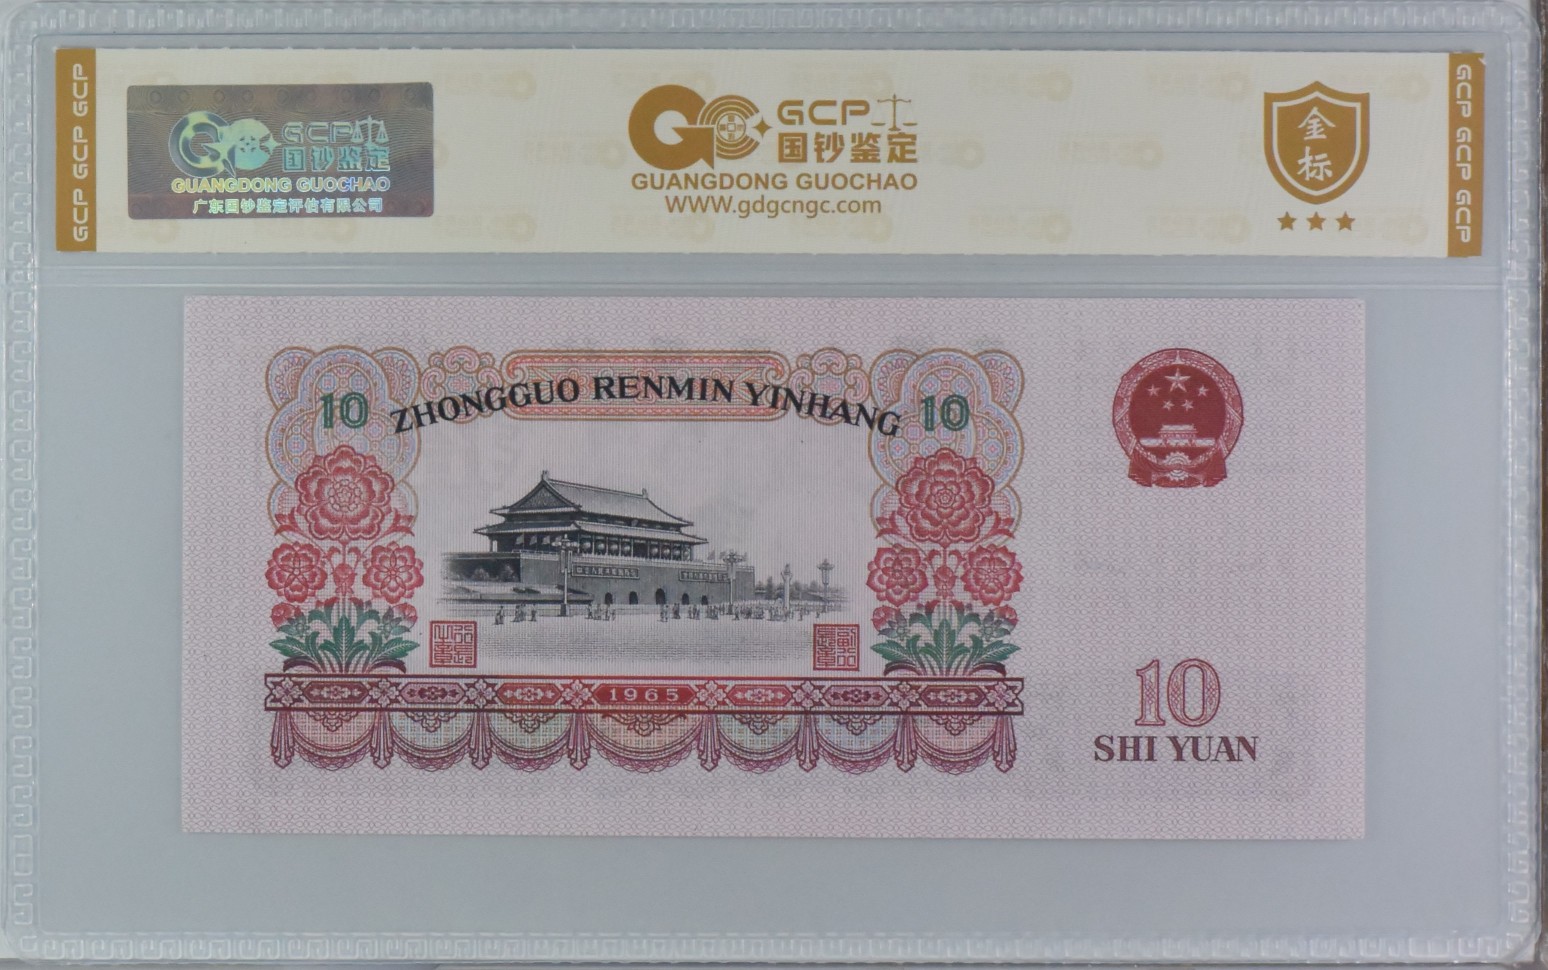 GCP GCP GCP
GCP
国钞鉴定
GUANGDONG GUOCHAO
广东国钞鉴定评估有限公司
GCP
国钞鉴定
GUANGDONG GUOCHAO
WWW.gdgcngc.com
金
标
GCP GCP GCP
10 ZHONGGUO RENMIN YINHANG 10
1965
10
SHI YUAN